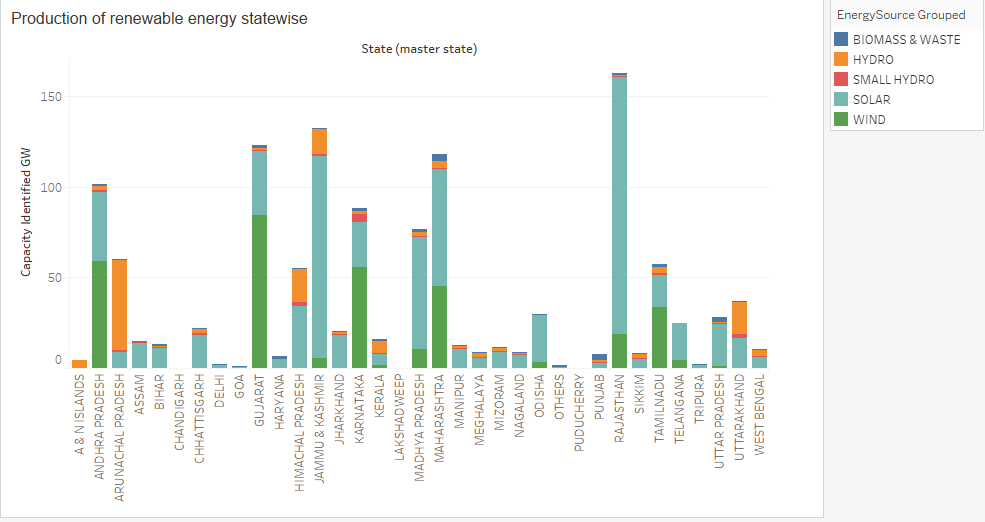 Production of renewable energy statewise
State (master state)
EnergySource Grouped
BIOMASS & WASTE
HYDRO
SMALL HYDRO
SOLAR
WIND
Capacity Identified GW
150
100
50
0
A & N ISLANDS
ANDHRA PRADESH
ARUNACHAL PRADESH
ASSAM
BIHAR
CHANDIGARH
CHHATTISGARH
DELHI
GOA
GUJARAT
HARYANA
HIMACHAL PRADESH
JAMMU & KASHMIR
JHARKHAND
KARNATAKA
KERALA
LAKSHADWEEP
MADHYA PRADESH
MAHARASHTRA
MANIPUR
MEGHALAYA
MIZORAM
NAGALAND
ODISHA
OTHERS
PUDUCHERRY
PUNJAB
RAJASTHAN
SIKKIM
TAMILNADU
TELANGANA
TRIPURA
UTTAR PRADESH
UTTARAKHAND
WEST BENGAL